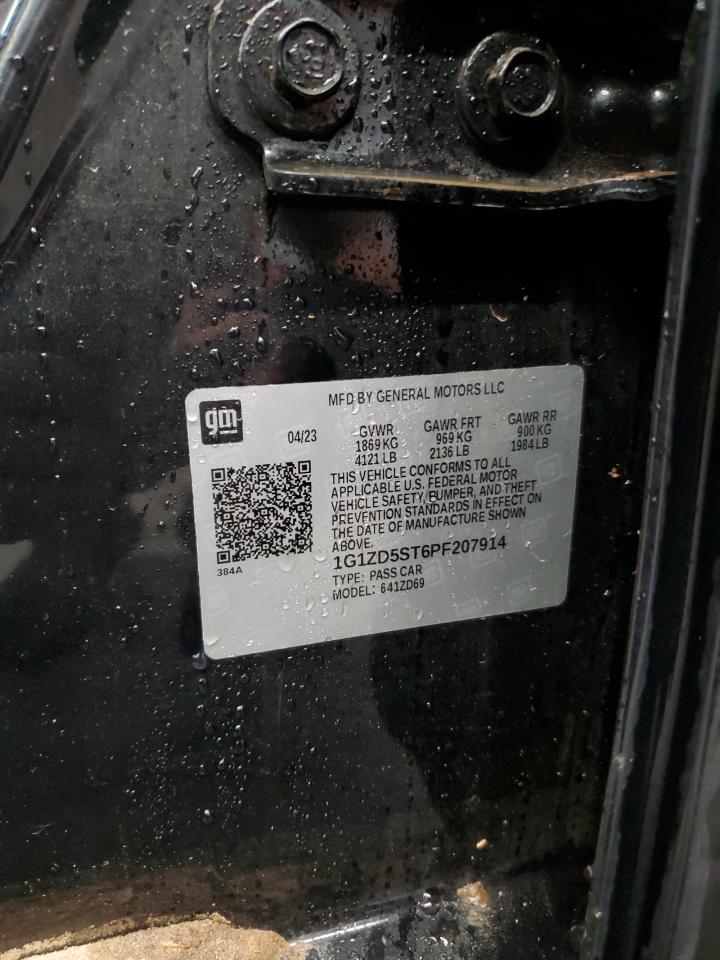 MFD BY GENERAL MOTORS LLC
gm
04/23
GVWR
1869 KG
4121 LB
GAWR FRT
969 KG
2136 LB
GAWR RR
900 KG
1984 LB
THIS VEHICLE CONFORMS TO ALL
APPLICABLE U.S. FEDERAL MOTOR
VEHICLE SAFETY, BUMPER, AND THEFT
PREVENTION STANDARDS IN EFFECT ON
THE DATE OF MANUFACTURE SHOWN
ABOVE.
1G1ZD5ST6PF207914
TYPE: PASS CAR
MODEL: 641ZD69
384A